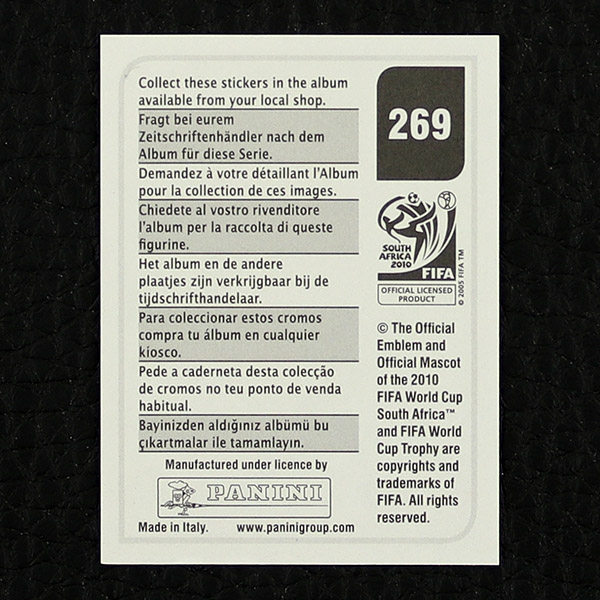 Collect these stickers in the album
available from your local shop.
Fragt bei eurem
Zeitschriftenhändler nach dem
Album für diese Serie.
Demandez à votre détaillant l'Album
pour la collection de ces images.
Chiedete al vostro rivenditore
l'album per la raccolta di queste
figurine.
Het album en de andere
plaatjes zijn verkrijgbaar bij de
tijdschrifthandelaar.
Para coleccionar estos cromos
compra tu álbum en cualquier
kiosco.
Pede a caderneta desta colecção
de cromos no teu ponto de venda
habitual.
Bayinizden aldığınız albümü bu
çıkartmalar ile tamamlayın.
Manufactured under licence by
PANINI
Made in Italy. www.paninigroup.com
269
SOUTH
AFRICA
2010
FIFA
OFFICIAL LICENSED
PRODUCT
© 2005 FIFA TM
© The Official
Emblem and
Official Mascot
of the 2010
FIFA World Cup
South Africa™
and FIFA World
Cup Trophy are
copyrights and
trademarks of
FIFA. All rights
reserved.